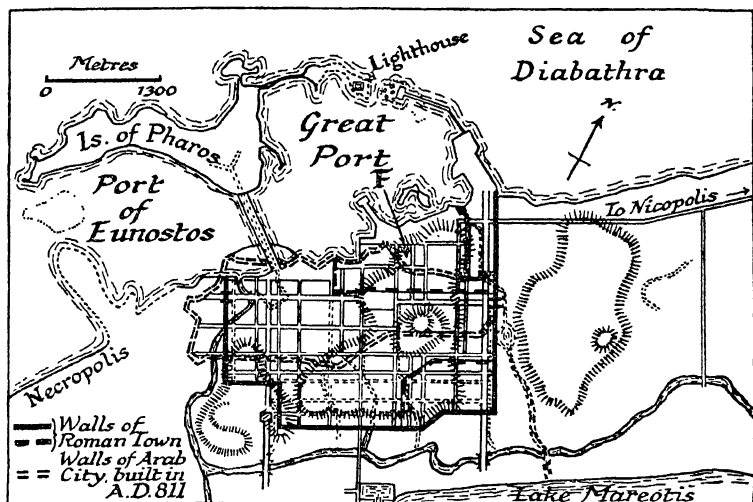 Metres
0 1300
Lighthouse
Sea of
Diabathra
N.
Is. of Pharos
Great
Port
F
Port
of
Eunostos
To Nicopolis
Necropolis
Walls of
Roman Town
Walls of Arab
City, built in
A.D. 811
Lake Mareotis